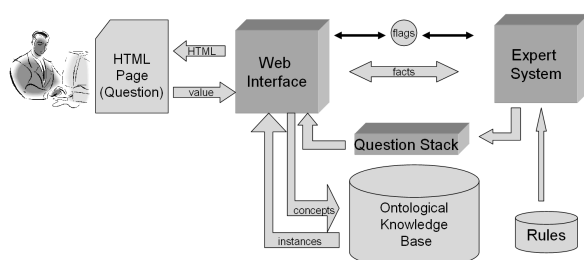 HTML
Page
(Question)
HTML
value
Web
Interface
flags
facts
Expert
System
Question Stack
concepts
instances
Ontological
Knowledge
Base
Rules